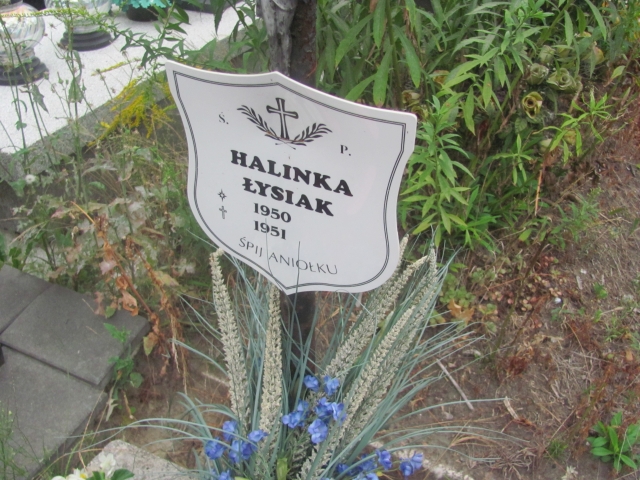 Ś. P.
HALINKA
ŁYSIAK
1950
1951
ŚPIJ ANIOŁKU